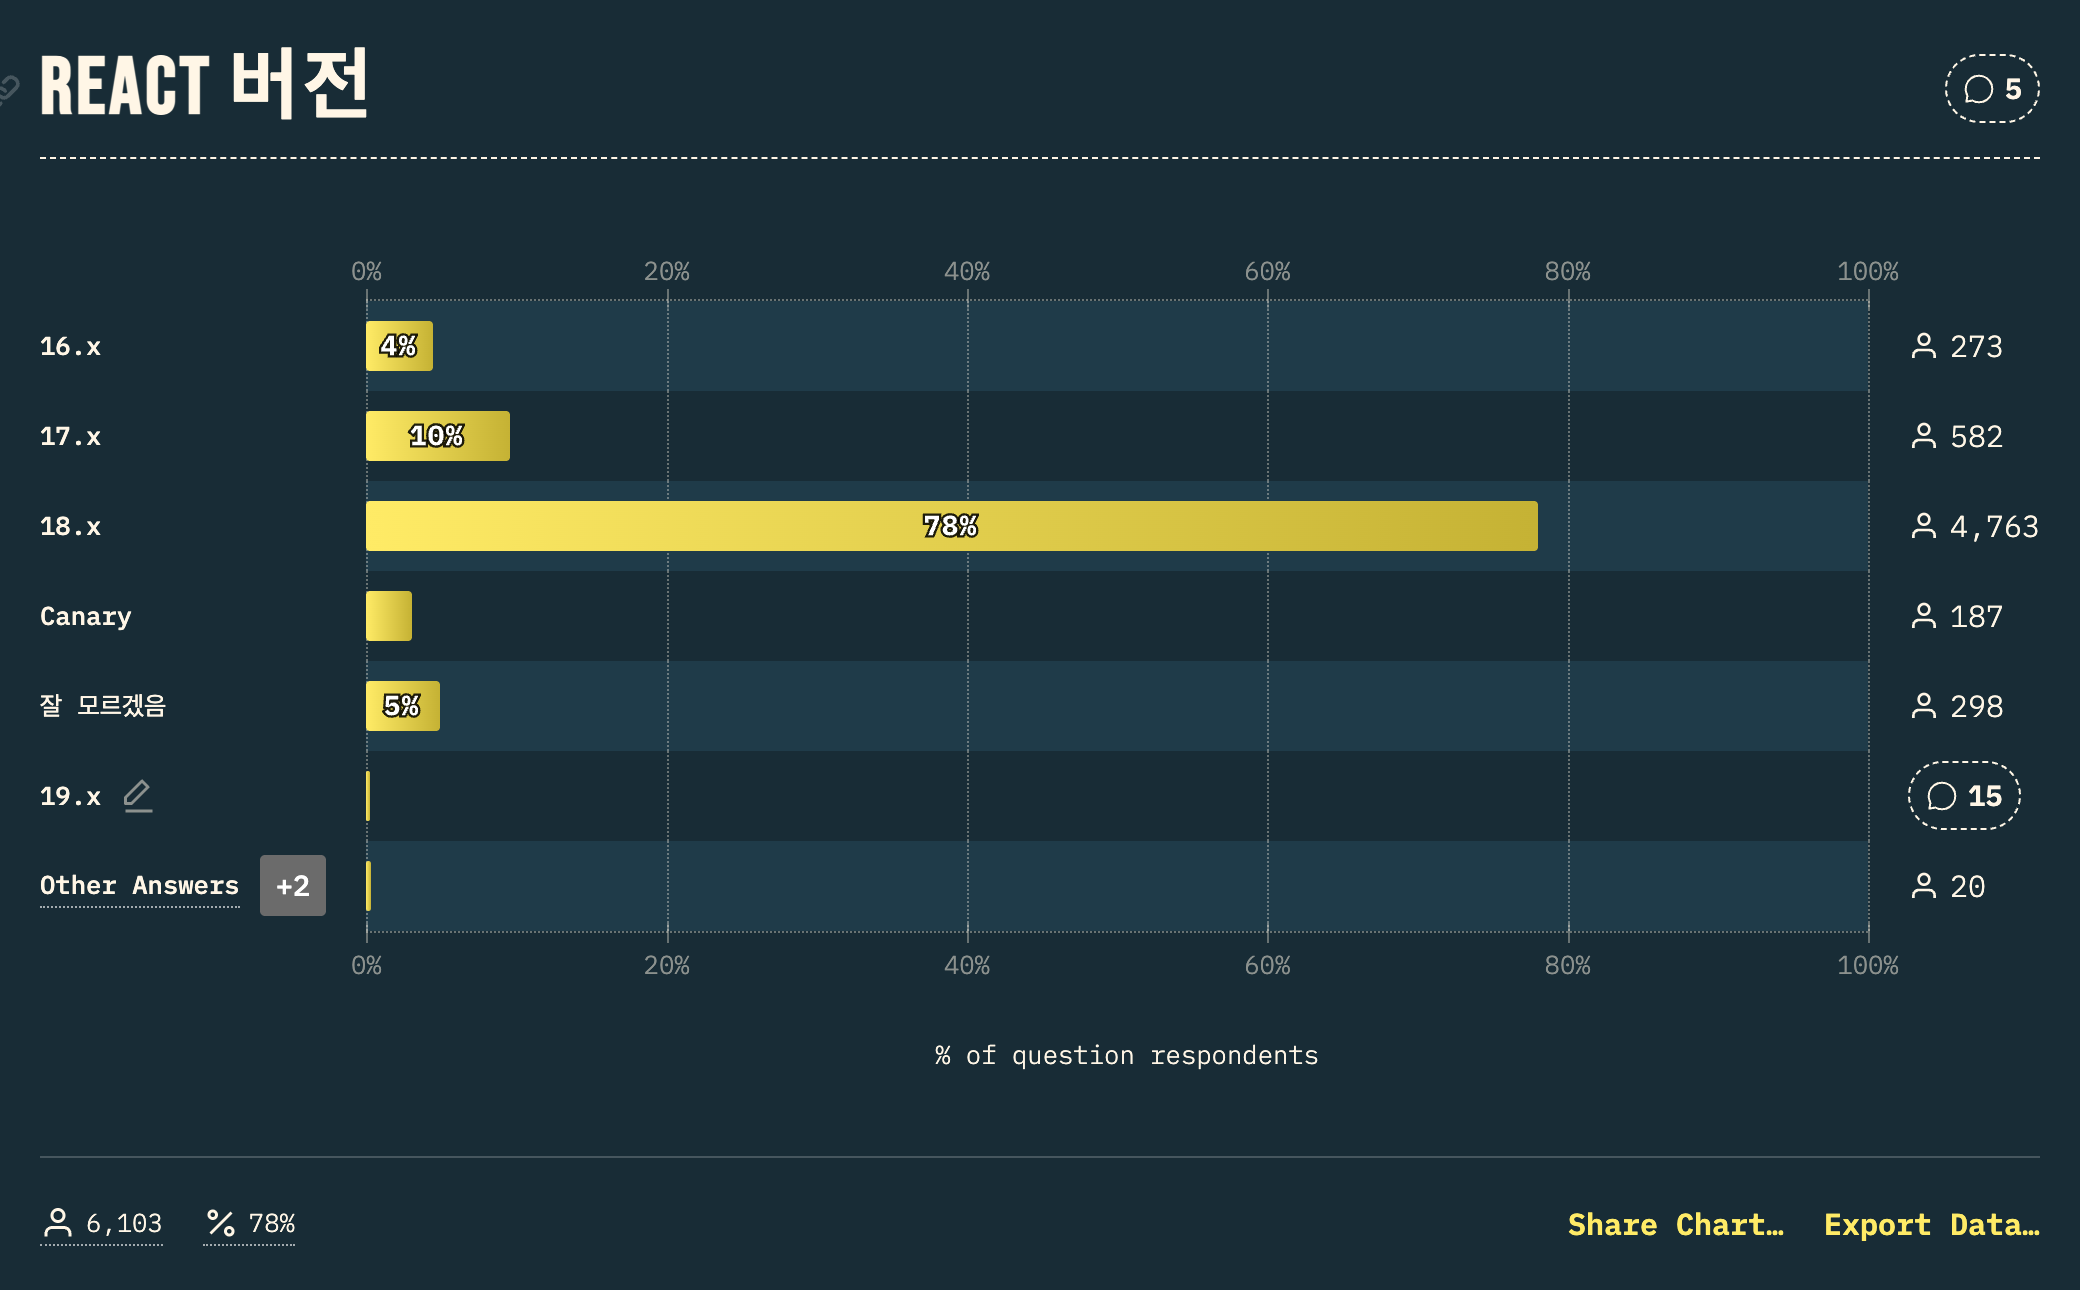 REACT 버전
5
0% 20% 40% 60% 80% 100%
16.x 4% 273
17.x 10% 582
18.x 78% 4,763
Canary 187
잘 모르겠음 5% 298
19.x 15
Other Answers +2 20
0% 20% 40% 60% 80% 100%
% of question respondents
6,103 78% Share Chart… Export Data…